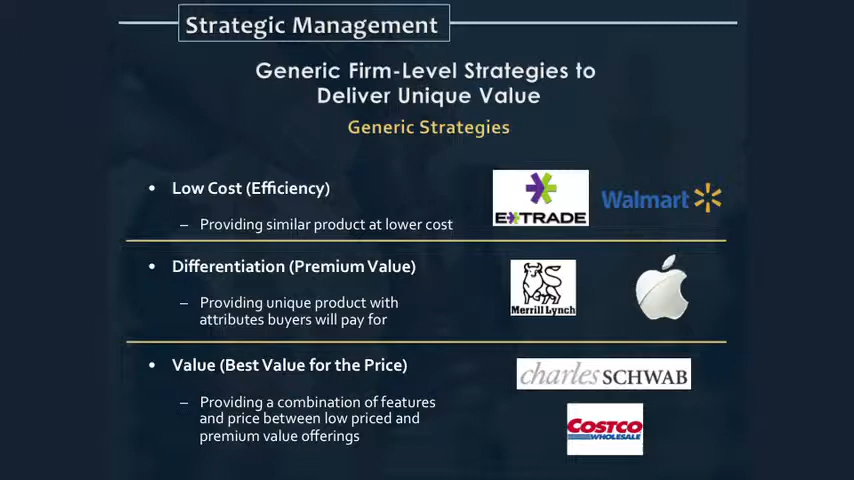 Strategic Management
Generic Firm-Level Strategies to
Deliver Unique Value
Generic Strategies
• Low Cost (Efficiency)
– Providing similar product at lower cost
E*TRADE
Walmart
• Differentiation (Premium Value)
– Providing unique product with
attributes buyers will pay for
Merrill Lynch
• Value (Best Value for the Price)
– Providing a combination of features
and price between low priced and
premium value offerings
charles SCHWAB
COSTCO
WHOLESALE